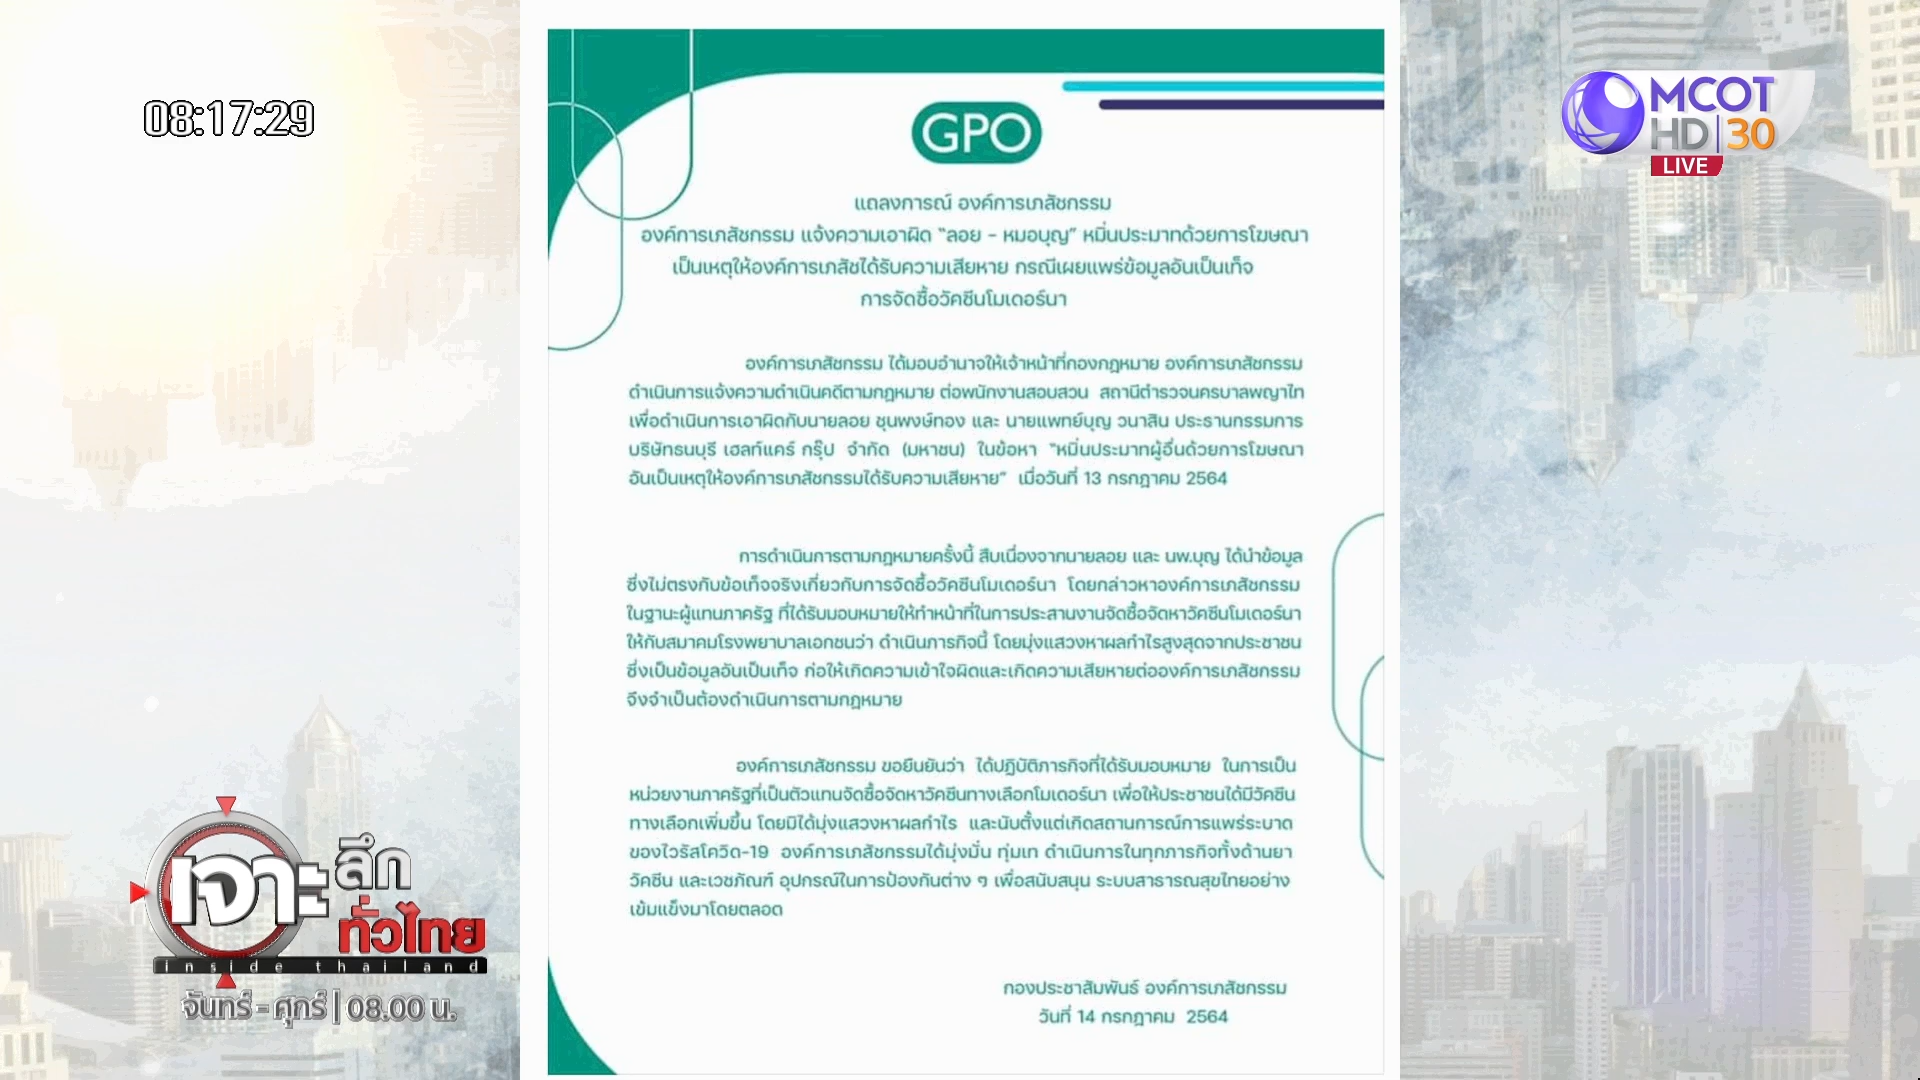 08:17:29
MCOT
HD 30
LIVE
GPO
แถลงการณ์ องค์การเภสัชกรรม
องค์การเภสัชกรรม แจ้งความเอาผิด “ลอย - หมอบุญ” หมิ่นประมาทด้วยการโฆษณา
เป็นเหตุให้องค์การเภสัชได้รับความเสียหาย กรณีเผยแพร่ข้อมูลอันเป็นเท็จ
การจัดซื้อวัคซีนโมเดอร์นา
องค์การเภสัชกรรม ได้มอบอำนาจให้เจ้าหน้าที่กองกฎหมาย องค์การเภสัชกรรม
ดำเนินการแจ้งความดำเนินคดีตามกฎหมาย ต่อพนักงานสอบสวน สถานีตำรวจนครบาลพญาไท
เพื่อดำเนินการเอาผิดกับนายลอย ชุนพงษ์ทอง และ นายแพทย์บุญ วนาสิน ประธานกรรมการ
บริษัทธนบุรี เฮลท์แคร์ กรุ๊ป จำกัด (มหาชน) ในข้อหา “หมิ่นประมาทผู้อื่นด้วยการโฆษณา
อันเป็นเหตุให้องค์การเภสัชกรรมได้รับความเสียหาย” เมื่อวันที่ 13 กรกฎาคม 2564
การดำเนินการตามกฎหมายครั้งนี้ สืบเนื่องจากนายลอย และ นพ.บุญ ได้นำข้อมูล
ซึ่งไม่ตรงกับข้อเท็จจริงเกี่ยวกับการจัดซื้อวัคซีนโมเดอร์นา โดยกล่าวหาองค์การเภสัชกรรม
ในฐานะผู้แทนภาครัฐ ที่ได้รับมอบหมายให้ทำหน้าที่ในการประสานงานจัดซื้อจัดหาวัคซีนโมเดอร์นา
ให้กับสมาคมโรงพยาบาลเอกชนว่า ดำเนินภารกิจนี้ โดยมุ่งแสวงหาผลกำไรสูงสุดจากประชาชน
ซึ่งเป็นข้อมูลอันเป็นเท็จ ก่อให้เกิดความเข้าใจผิดและเกิดความเสียหายต่อองค์การเภสัชกรรม
จึงจำเป็นต้องดำเนินการตามกฎหมาย
องค์การเภสัชกรรม ขอยืนยันว่า ได้ปฏิบัติภารกิจที่ได้รับมอบหมาย ในการเป็น
หน่วยงานภาครัฐที่เป็นตัวแทนจัดซื้อจัดหาวัคซีนทางเลือกโมเดอร์นา เพื่อให้ประชาชนได้มีวัคซีน
ทางเลือกเพิ่มขึ้น โดยมิได้มุ่งแสวงหาผลกำไร และนับตั้งแต่เกิดสถานการณ์การแพร่ระบาด
ของไวรัสโควิด-19 องค์การเภสัชกรรมได้มุ่งมั่น ทุ่มเท ดำเนินการในทุกภารกิจทั้งด้านยา
วัคซีน และเวชภัณฑ์ อุปกรณ์ในการป้องกันต่าง ๆ เพื่อสนับสนุน ระบบสาธารณสุขไทยอย่าง
เข้มแข็งมาโดยตลอด
กองประชาสัมพันธ์ องค์การเภสัชกรรม
วันที่ 14 กรกฎาคม 2564
เจาะลึก
ทั่วไทย
inside thailand
จันทร์ - ศุกร์ | 08.00 น.